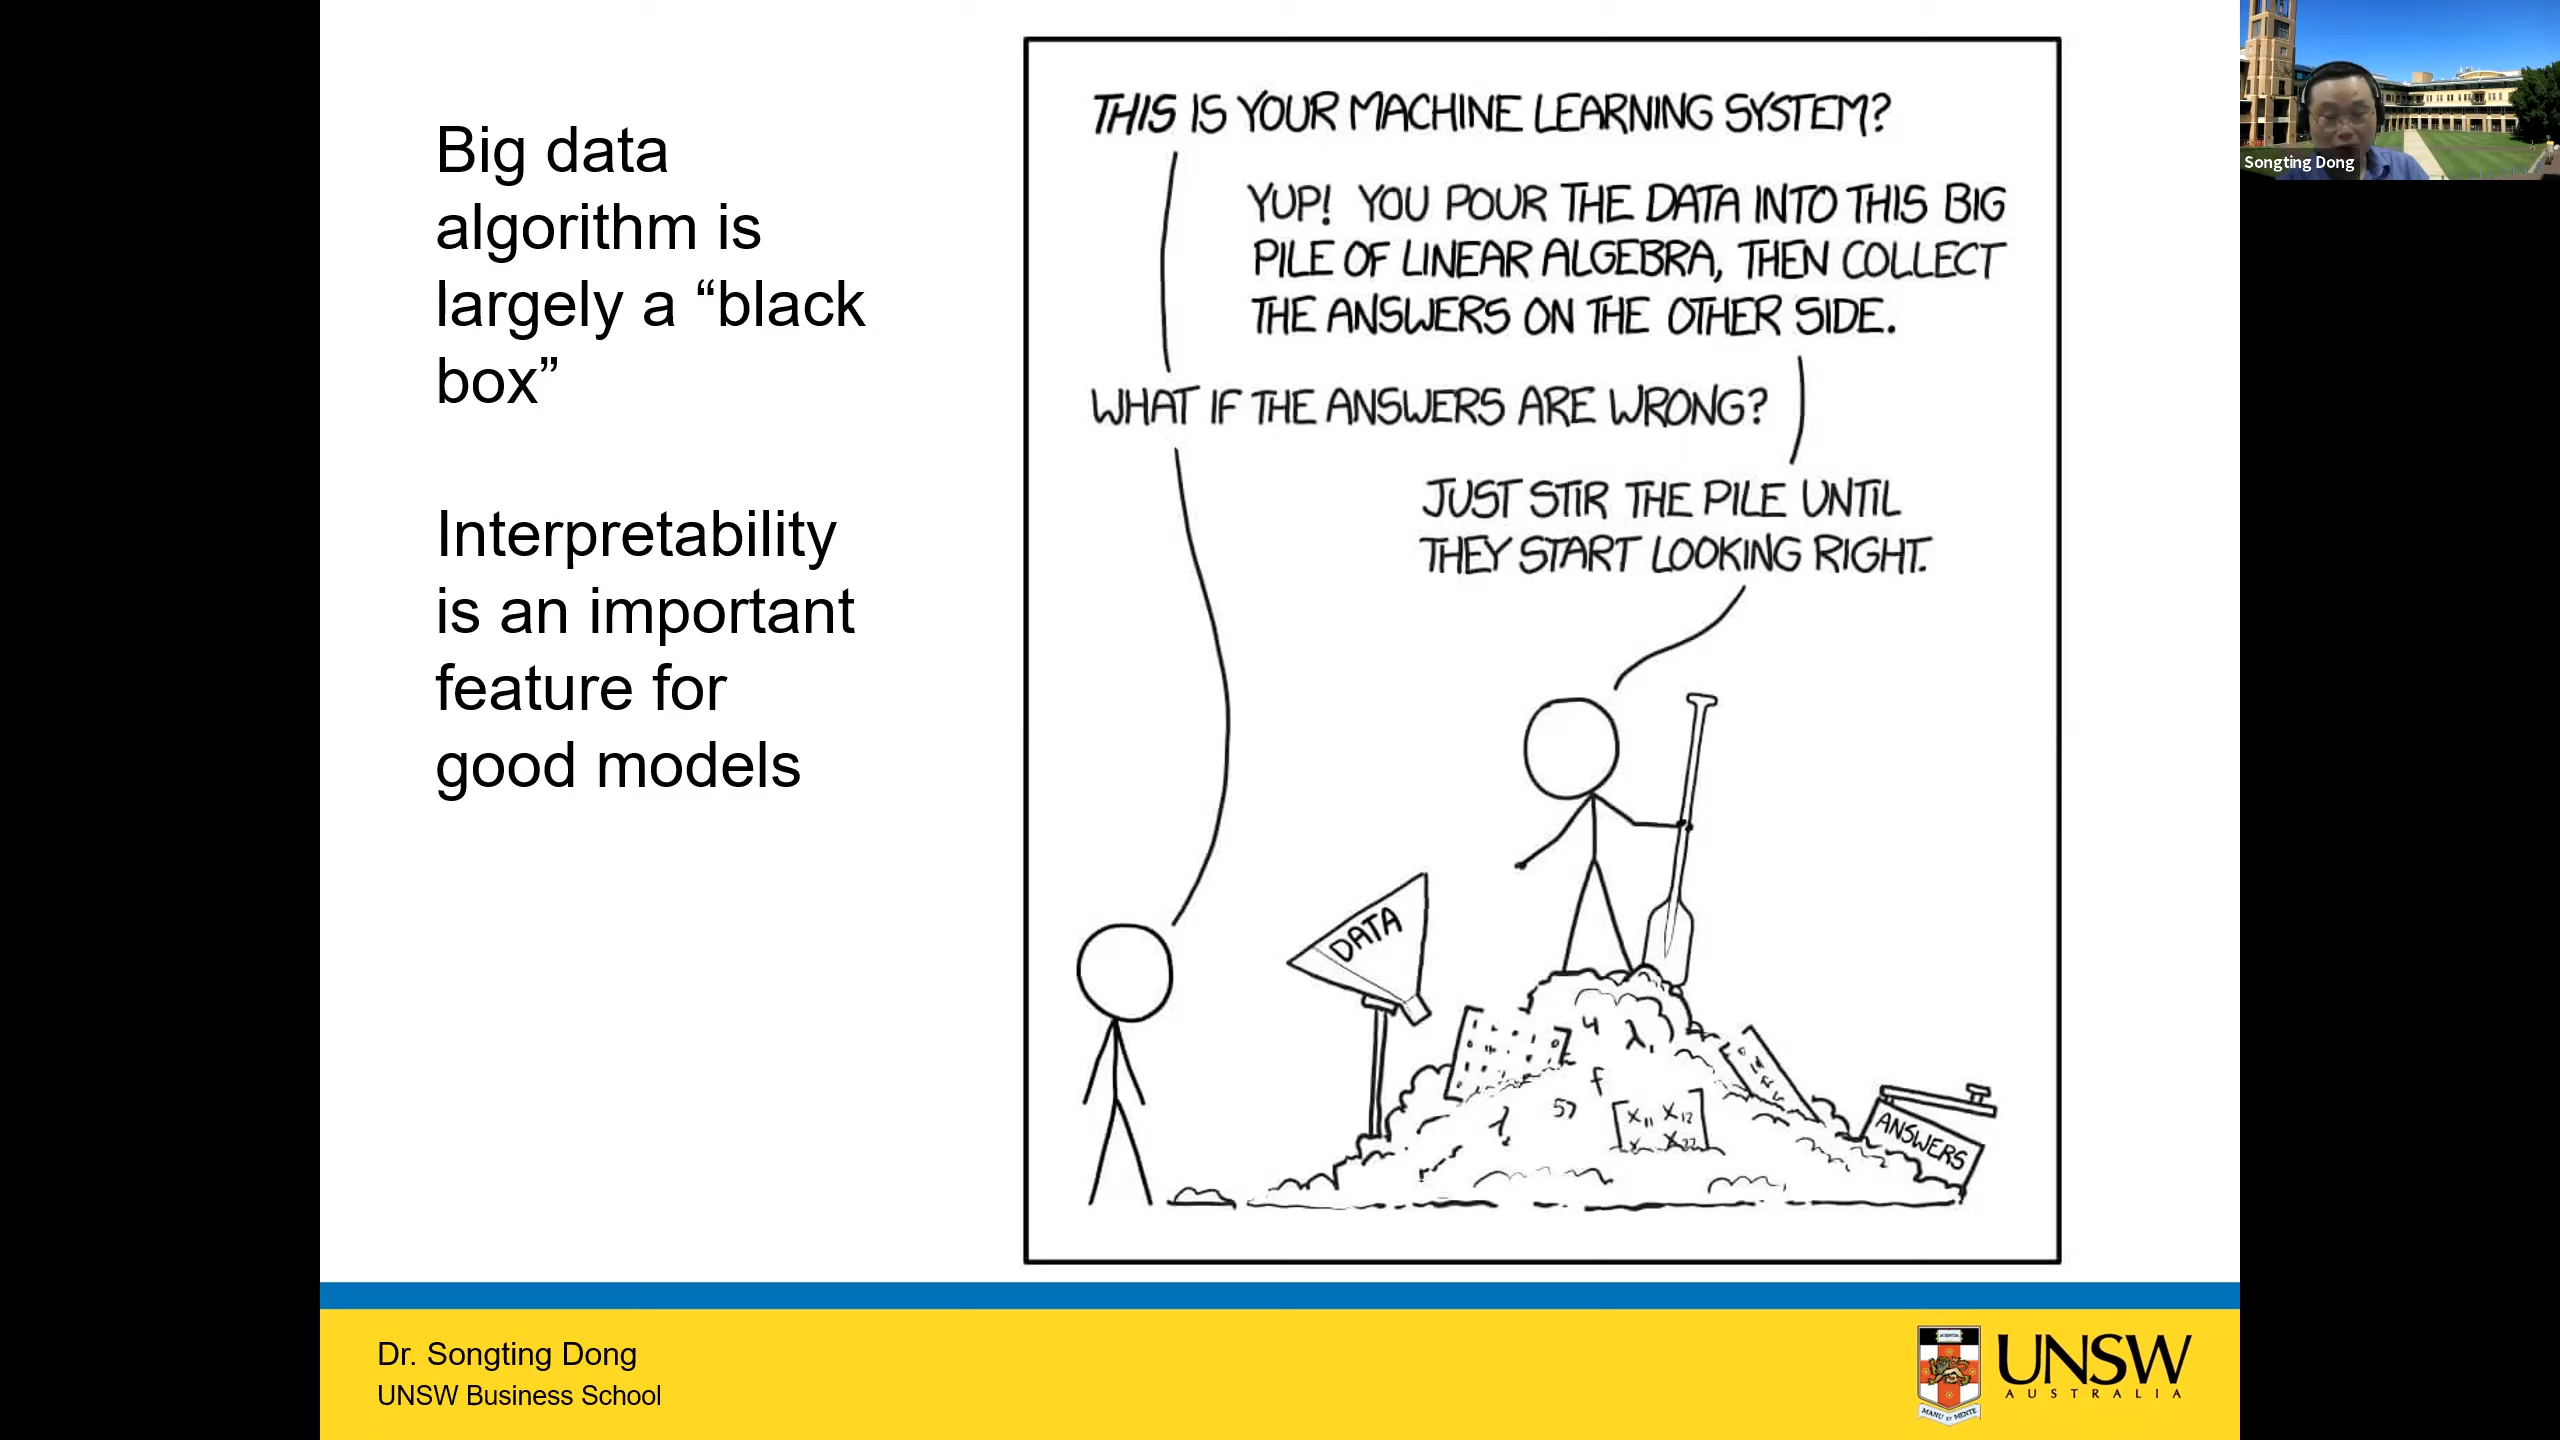 Big data
algorithm is
largely a “black
box”
Interpretability
is an important
feature for
good models
THIS IS YOUR MACHINE LEARNING SYSTEM?
YUP! YOU POUR THE DATA INTO THIS BIG
PILE OF LINEAR ALGEBRA, THEN COLLECT
THE ANSWERS ON THE OTHER SIDE.
WHAT IF THE ANSWERS ARE WRONG?
JUST STIR THE PILE UNTIL
THEY START LOOKING RIGHT.
DATA
ANSWERS
Songting Dong
Dr. Songting Dong
UNSW Business School
UNSW
AUSTRALIA
MANU ET MENTE